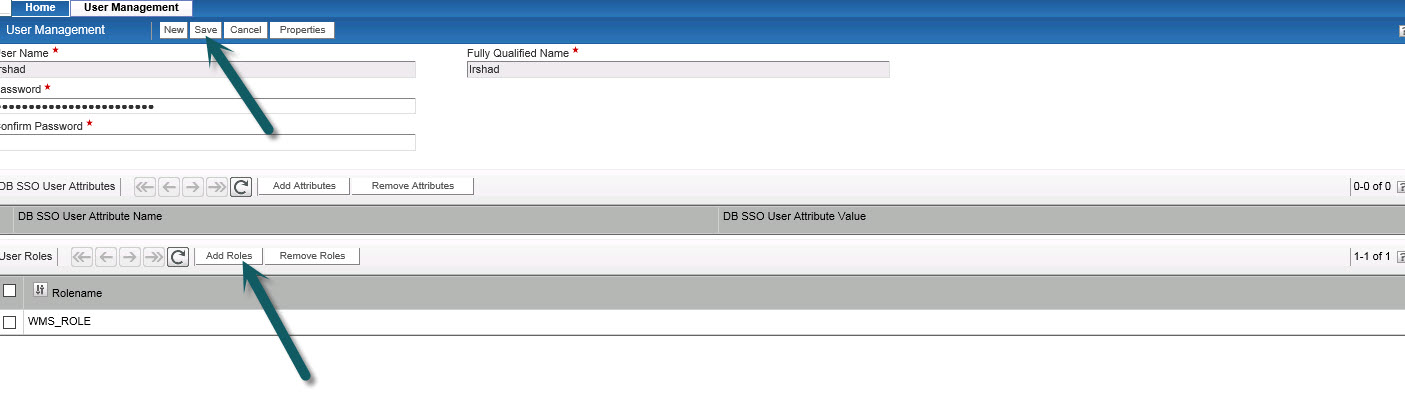 Home User Management
User Management New Save Cancel Properties
ser Name * Fully Qualified Name *
rshad Irshad
assword *
onfirm Password *
DB SSO User Attributes Add Attributes Remove Attributes 0-0 of 0
DB SSO User Attribute Name DB SSO User Attribute Value
User Roles Add Roles Remove Roles 1-1 of 1
Rolename
WMS_ROLE